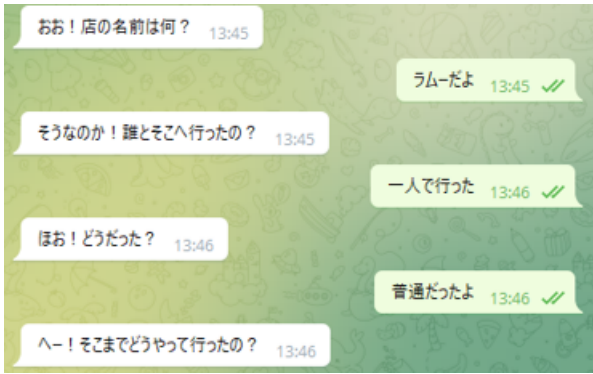 おお！店の名前は何？ 13:45
ラムーだよ 13:45
そうなのか！誰とそこへ行ったの？ 13:45
一人で行った 13:46
ほお！どうだった？ 13:46
普通だったよ 13:46
へー！そこまでどうやって行ったの？ 13:46